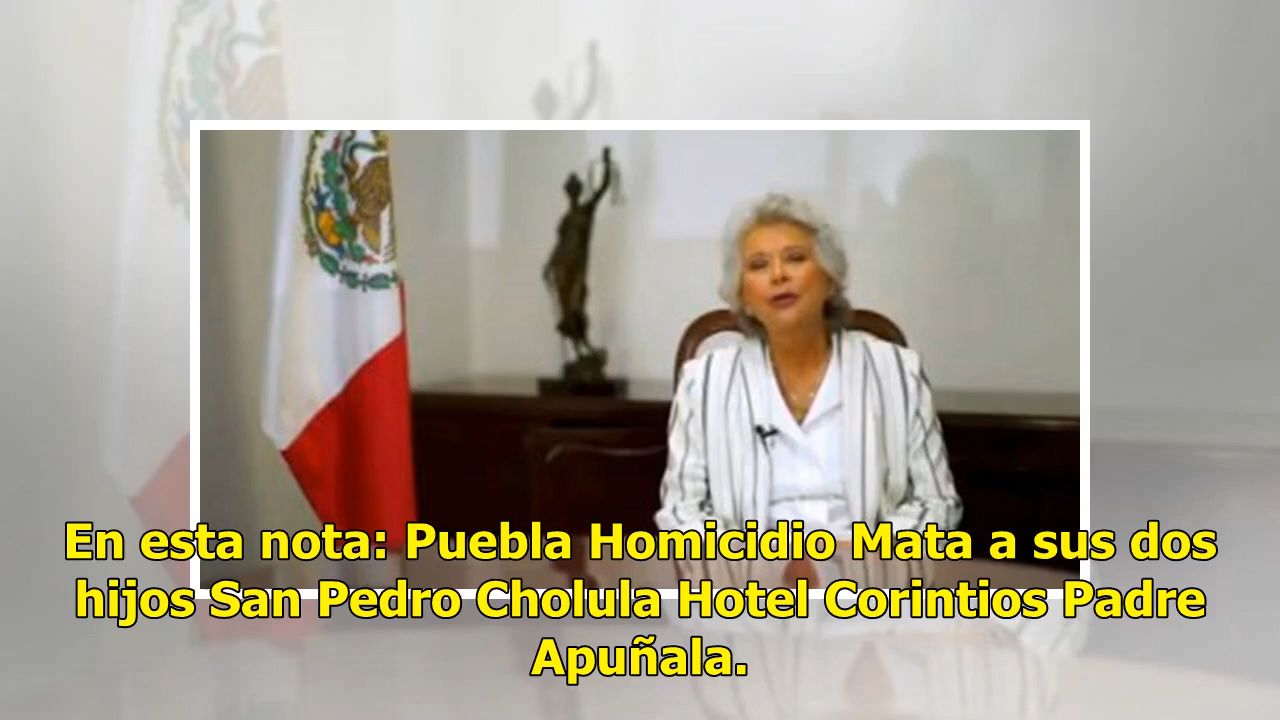 En esta nota: Puebla Homicidio Mata a sus dos
hijos San Pedro Cholula Hotel Corintios Padre
Apuñala.